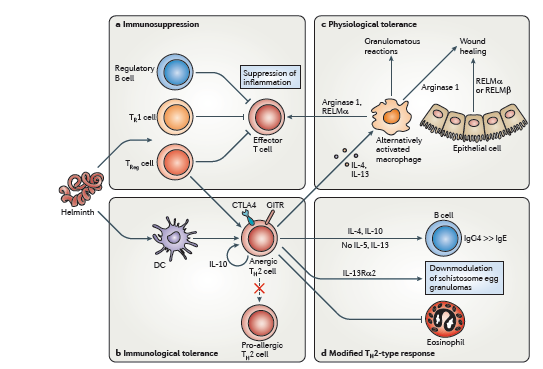 a Immunosuppression
Regulatory
B cell
Suppression of
inflammation
TR1 cell
Effector
T cell
TReg cell
Helminth
c Physiological tolerance
Granulomatous
reactions
Wound
healing
Arginase 1
RELMα
or RELMβ
Arginase 1,
RELMα
Alternatively
activated
macrophage
Epithelial cell
IL-4,
IL-13
CTLA4
GITR
DC
IL-10
Anergic
TH2 cell
Pro-allergic
TH2 cell
b Immunological tolerance
B cell
IL-4, IL-10
No IL-5, IL-13
IgG4 >> IgE
IL-13Rα2
Downmodulation
of schistosome egg
granulomas
Eosinophil
d Modified TH2-type response